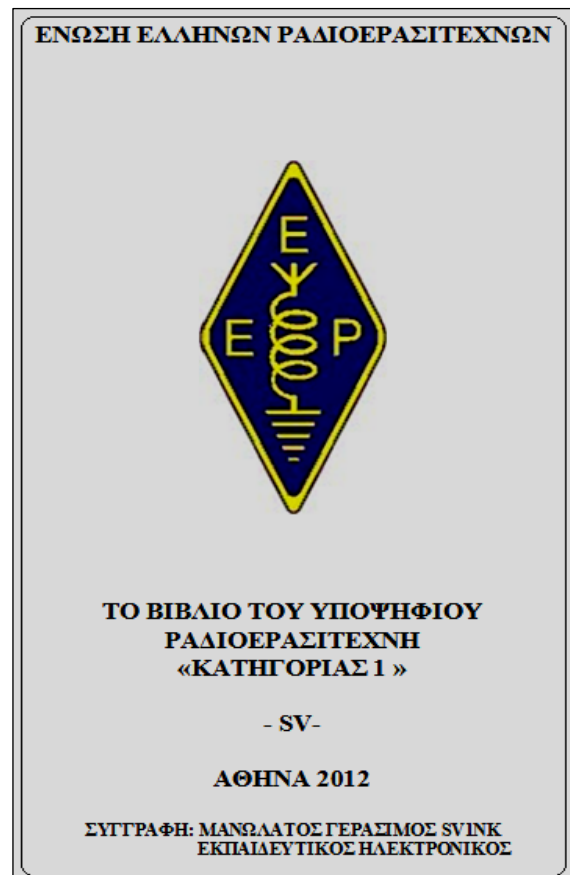 ΕΝΩΣΗ ΕΛΛΗΝΩΝ ΡΑΔΙΟΕΡΑΣΙΤΕΧΝΩΝ
Ε
Ε Ρ
ΤΟ ΒΙΒΛΙΟ ΤΟΥ ΥΠΟΨΗΦΙΟΥ
ΡΑΔΙΟΕΡΑΣΙΤΕΧΝΗ
«ΚΑΤΗΓΟΡΙΑΣ 1 »
- SV-
ΑΘΗΝΑ 2012
ΣΥΓΓΡΑΦΗ: ΜΑΝΩΛΑΤΟΣ ΓΕΡΑΣΙΜΟΣ SV1NK
ΕΚΠΑΙΔΕΥΤΙΚΟΣ ΗΛΕΚΤΡΟΝΙΚΟΣ